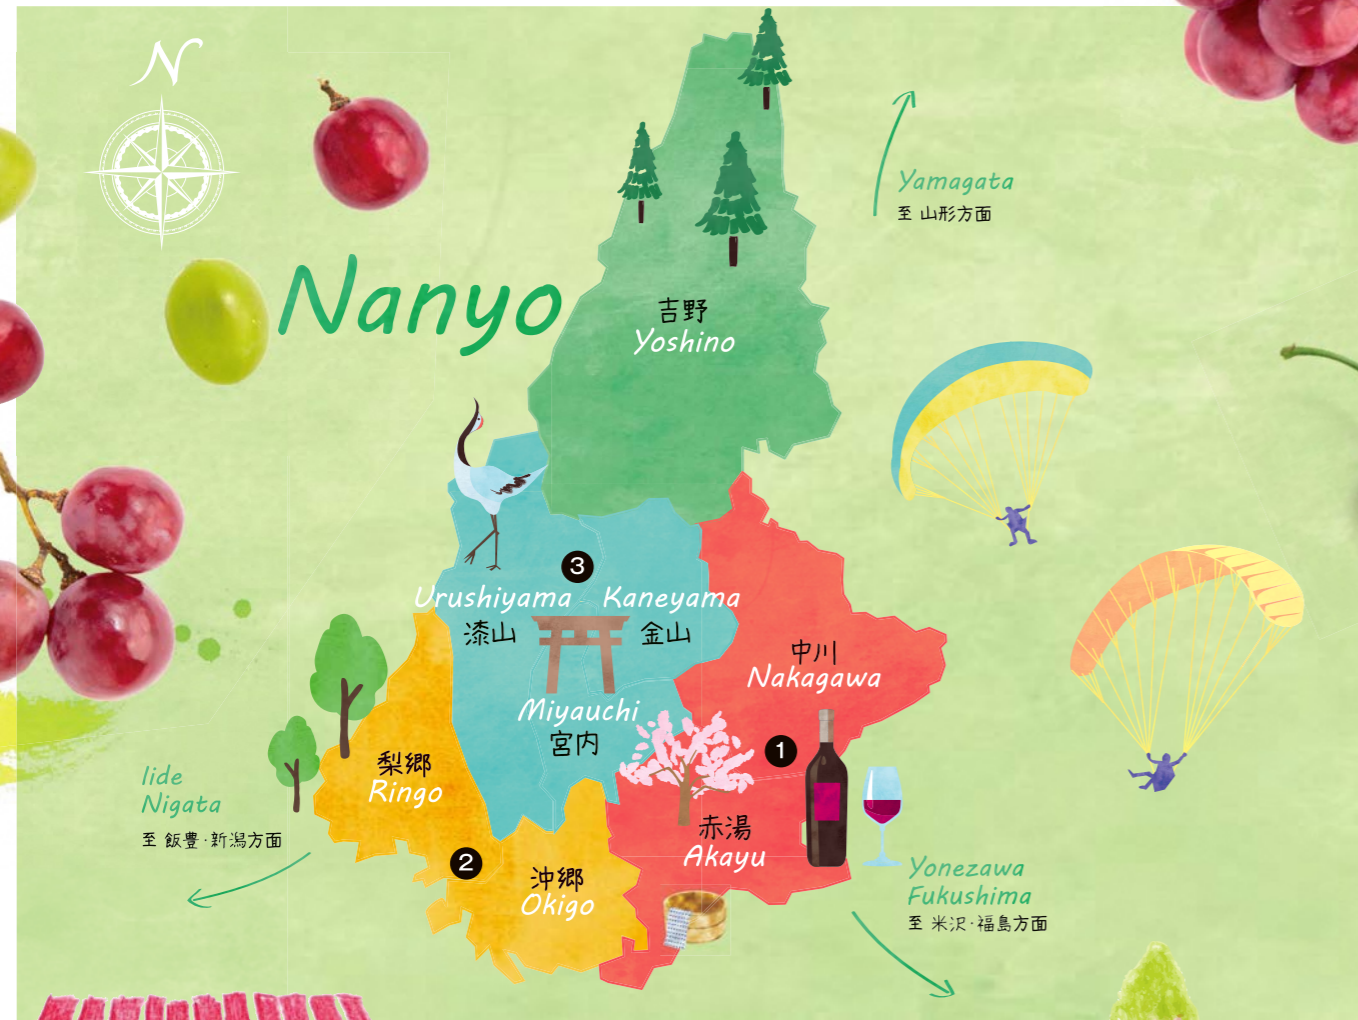 N
Nanyo
Yamagata
至 山形方面
吉野
Yoshino
3
Urushiyama
漆山
Kaneyama
金山
中川
Nakagawa
Miyauchi
宮内
1
梨郷
Ringo
Iide
Nigata
至 飯豊・新潟方面
赤湯
Akayu
2
沖郷
Okigo
Yonezawa
Fukushima
至 米沢・福島方面